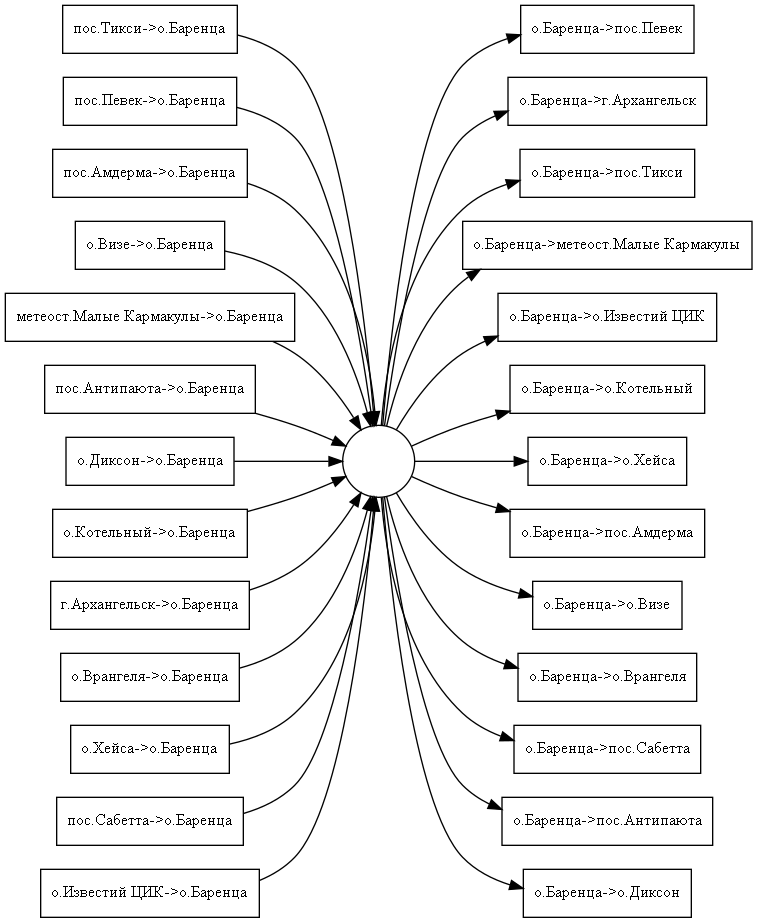 пос.Тикси->о.Баренца
пос.Певек->о.Баренца
пос.Амдерма->о.Баренца
о.Визе->о.Баренца
метеост.Малые Кармакулы->о.Баренца
пос.Антипаюта->о.Баренца
о.Диксон->о.Баренца
о.Котельный->о.Баренца
г.Архангельск->о.Баренца
о.Врангеля->о.Баренца
о.Хейса->о.Баренца
пос.Сабетта->о.Баренца
о.Известий ЦИК->о.Баренца
о.Баренца->пос.Певек
о.Баренца->г.Архангельск
о.Баренца->пос.Тикси
о.Баренца->метеост.Малые Кармакулы
о.Баренца->о.Известий ЦИК
о.Баренца->о.Котельный
о.Баренца->о.Хейса
о.Баренца->пос.Амдерма
о.Баренца->о.Визе
о.Баренца->о.Врангеля
о.Баренца->пос.Сабетта
о.Баренца->пос.Антипаюта
о.Баренца->о.Диксон